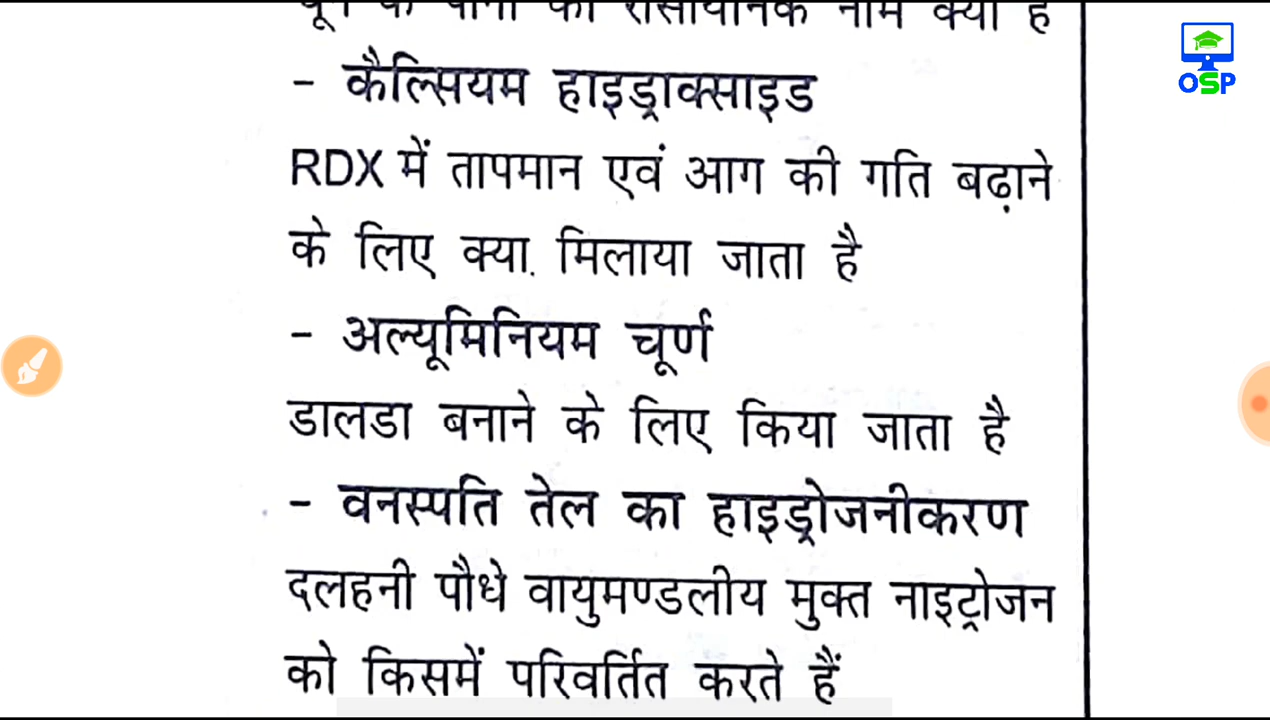 चूने के पानी का रासायनिक नाम क्या है
- कैल्सियम हाइड्राक्साइड
RDX में तापमान एवं आग की गति बढ़ाने
के लिए क्या मिलाया जाता है
- अल्यूमिनियम चूर्ण
डालडा बनाने के लिए किया जाता है
- वनस्पति तेल का हाइड्रोजनीकरण
दलहनी पौधे वायुमण्डलीय मुक्त नाइट्रोजन
को किसमें परिवर्तित करते हैं
OSP